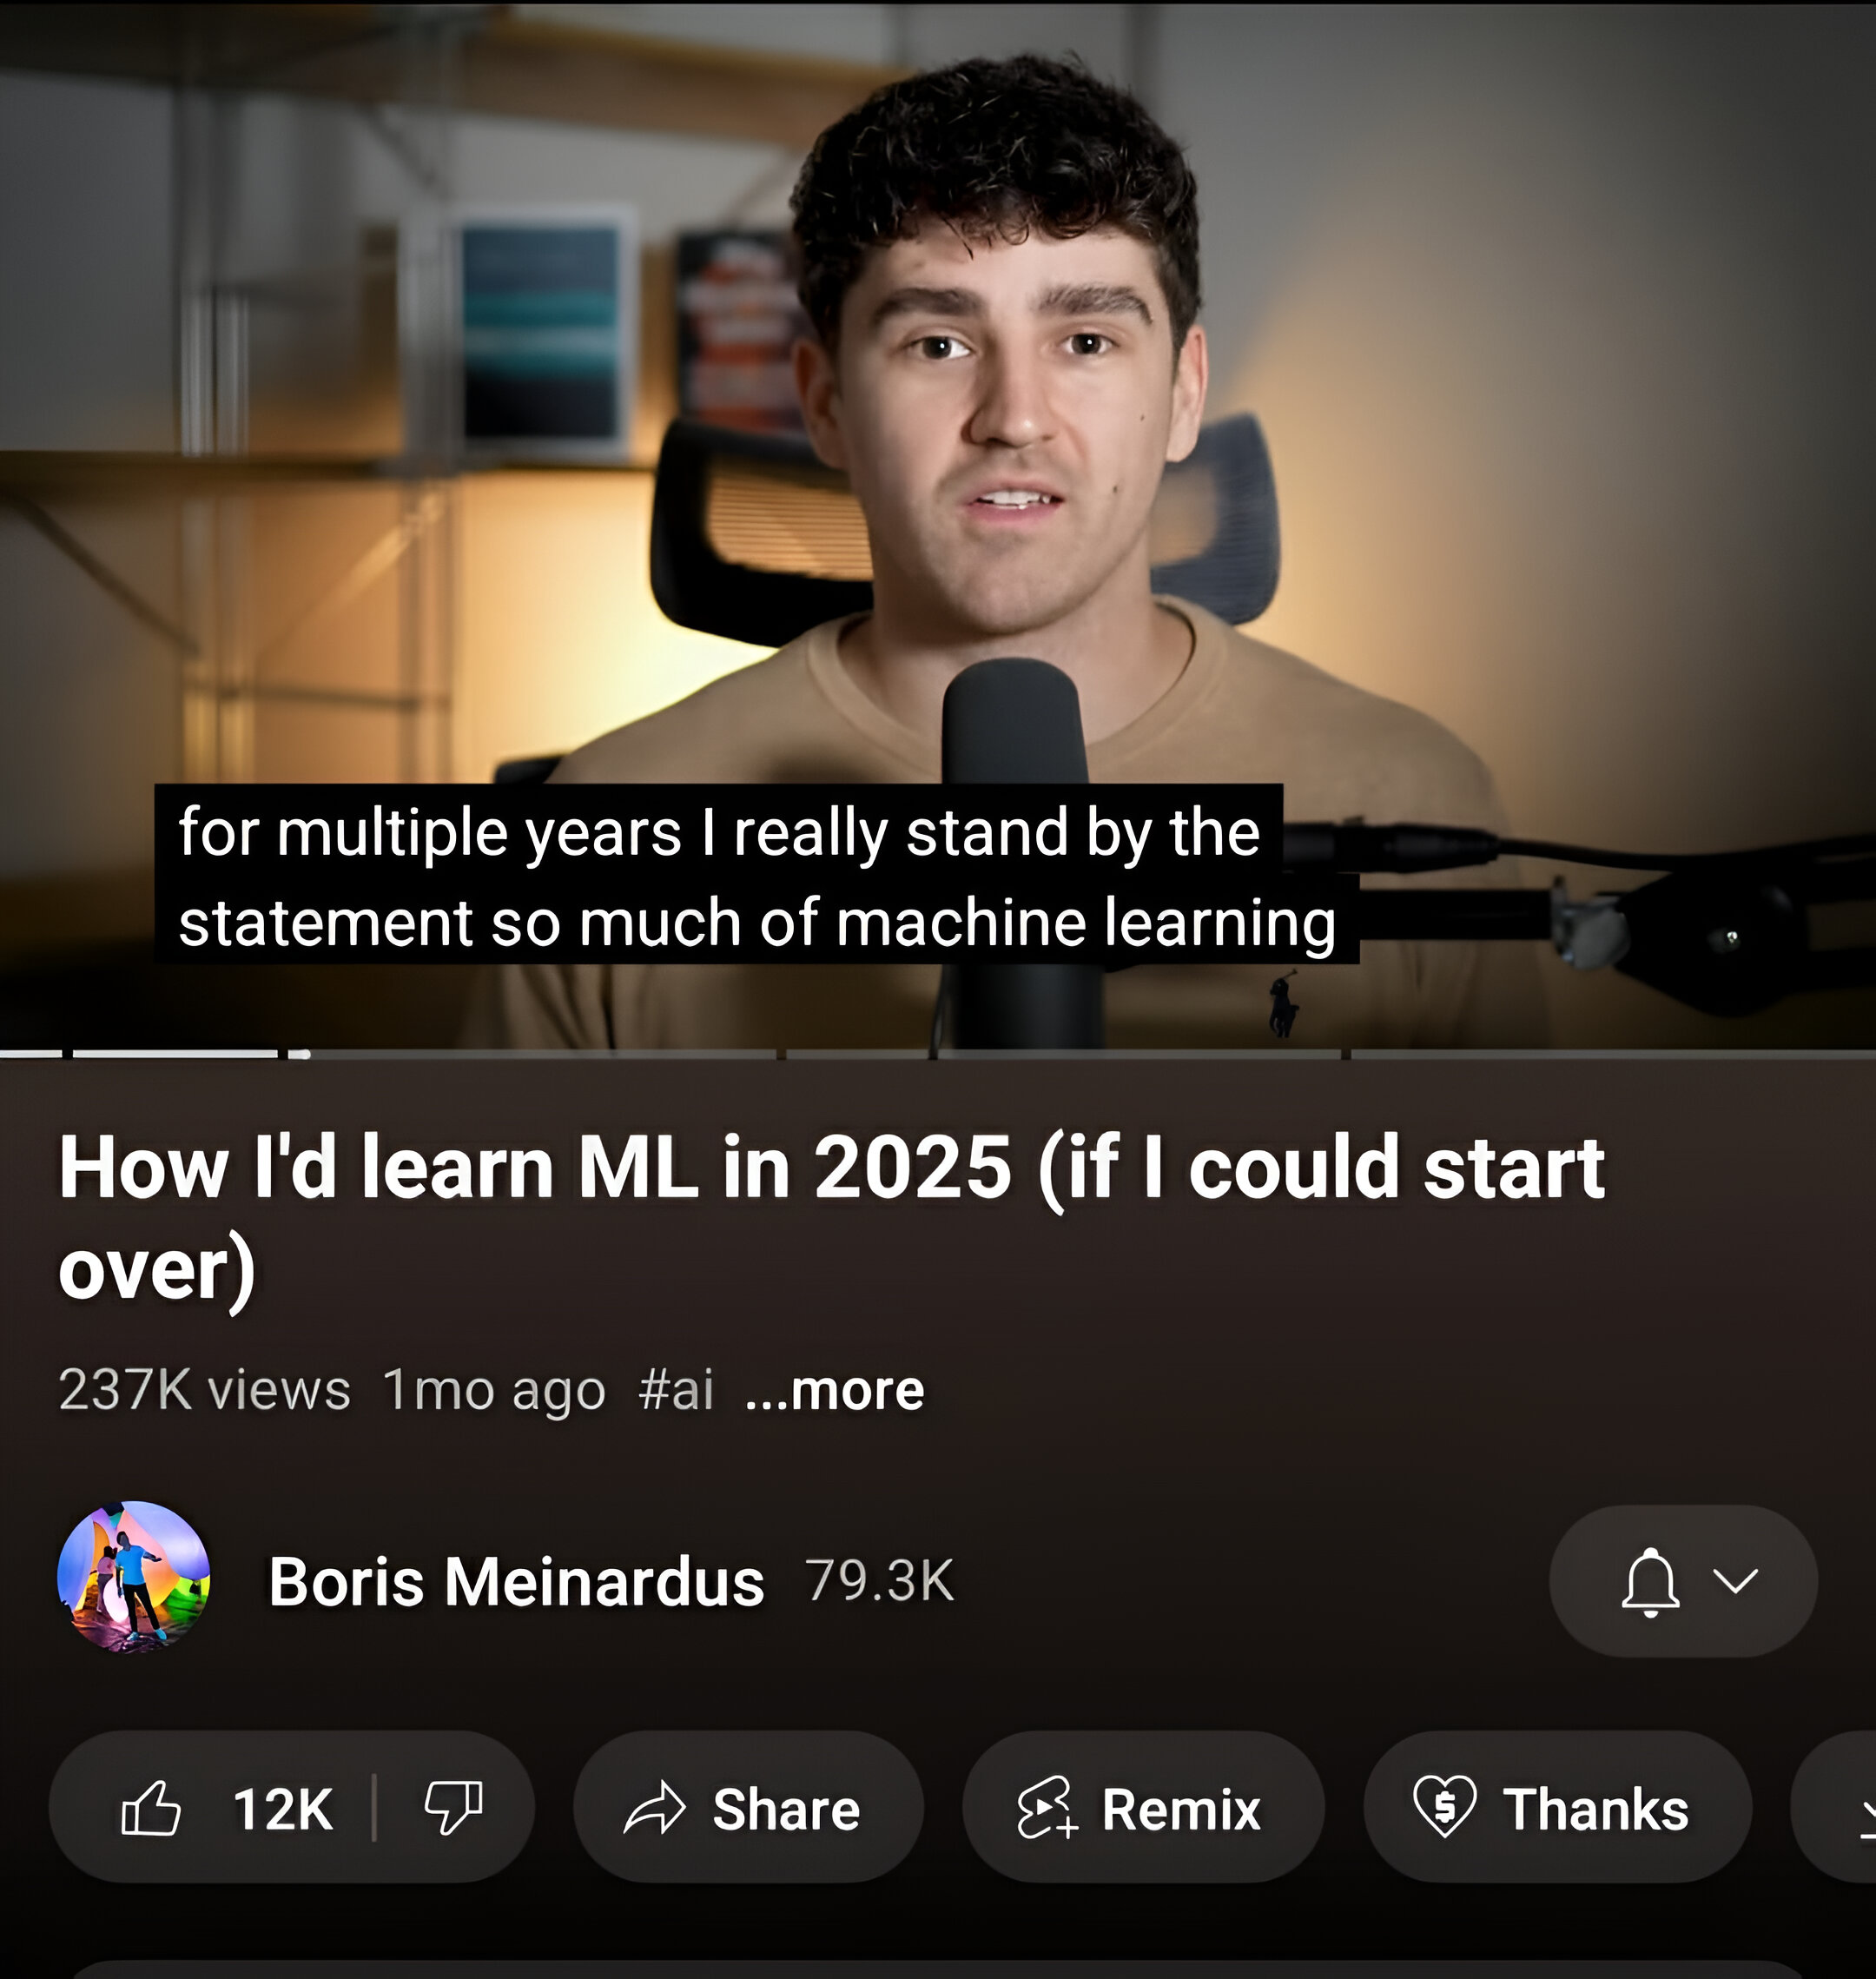 for multiple years I really stand by the
statement so much of machine learning
How I'd learn ML in 2025 (if I could start
over)
237K views 1mo ago #ai ...more
Boris Meinardus 79.3K
12K Share Remix Thanks